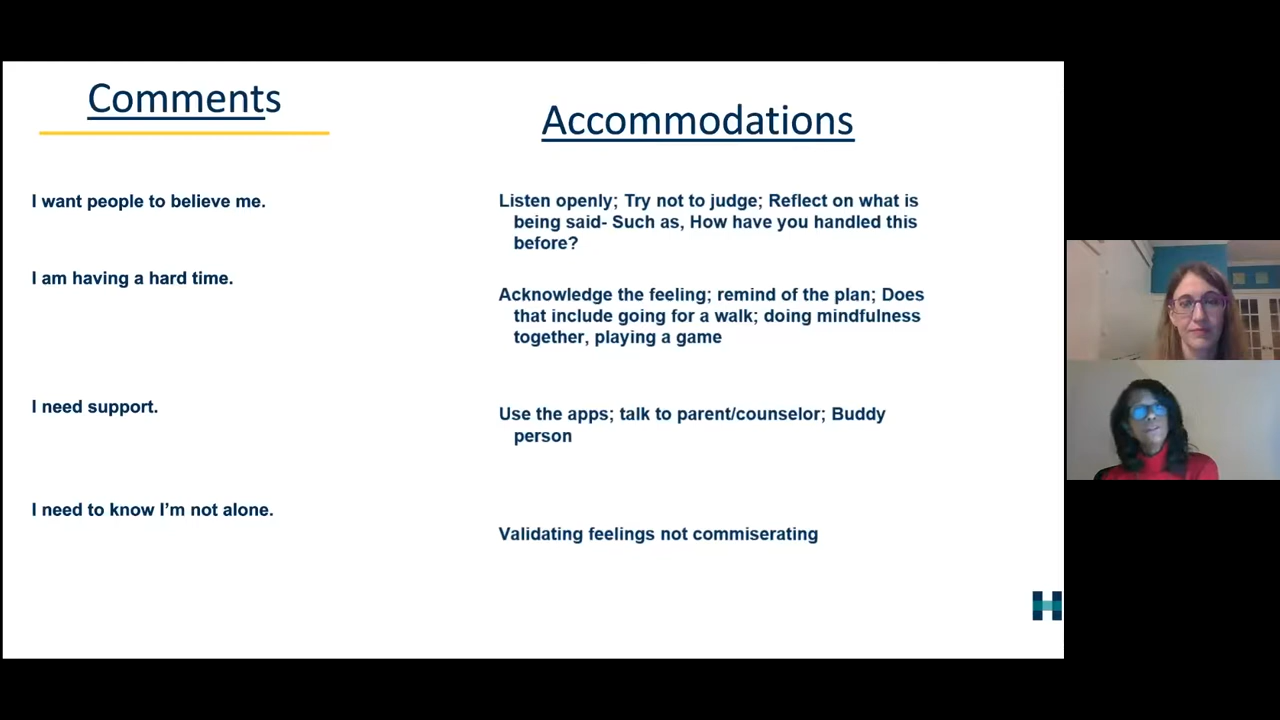 Comments
Accommodations
I want people to believe me.
Listen openly; Try not to judge; Reflect on what is
being said- Such as, How have you handled this
before?
I am having a hard time.
Acknowledge the feeling; remind of the plan; Does
that include going for a walk; doing mindfulness
together, playing a game
I need support.
Use the apps; talk to parent/counselor; Buddy
person
I need to know I’m not alone.
Validating feelings not commiserating
H